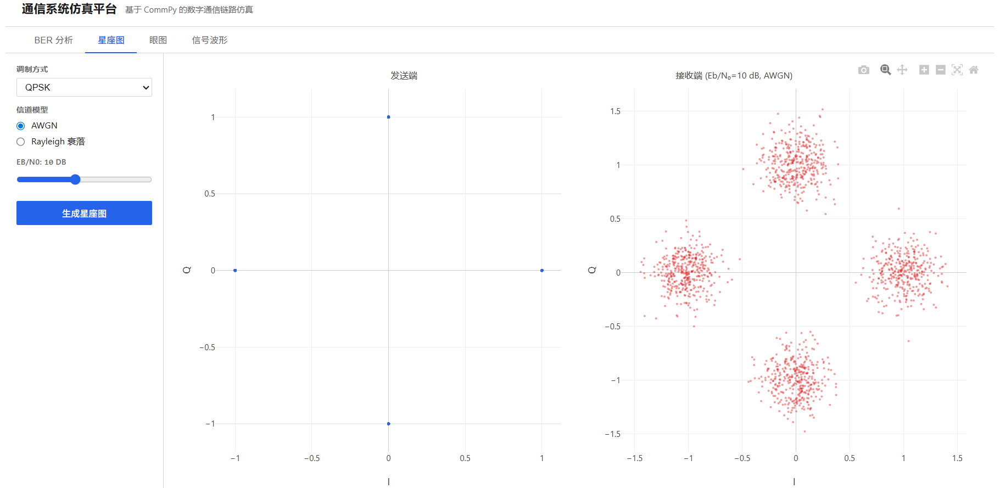 通信系统仿真平台 基于 CommPy 的数字通信链路仿真
BER 分析 星座图 眼图 信号波形
调制方式
QPSK
信道模型
AWGN
Rayleigh 衰落
EB/N0: 10 DB
生成星座图
发送端
1
0.5
0
−0.5
−1
Q
−1 −0.5 0 0.5 1
I
接收端 (Eb/N₀=10 dB, AWGN)
1.5
1
0.5
0
−0.5
−1
−1.5
Q
−1.5 −1 −0.5 0 0.5 1 1.5
I